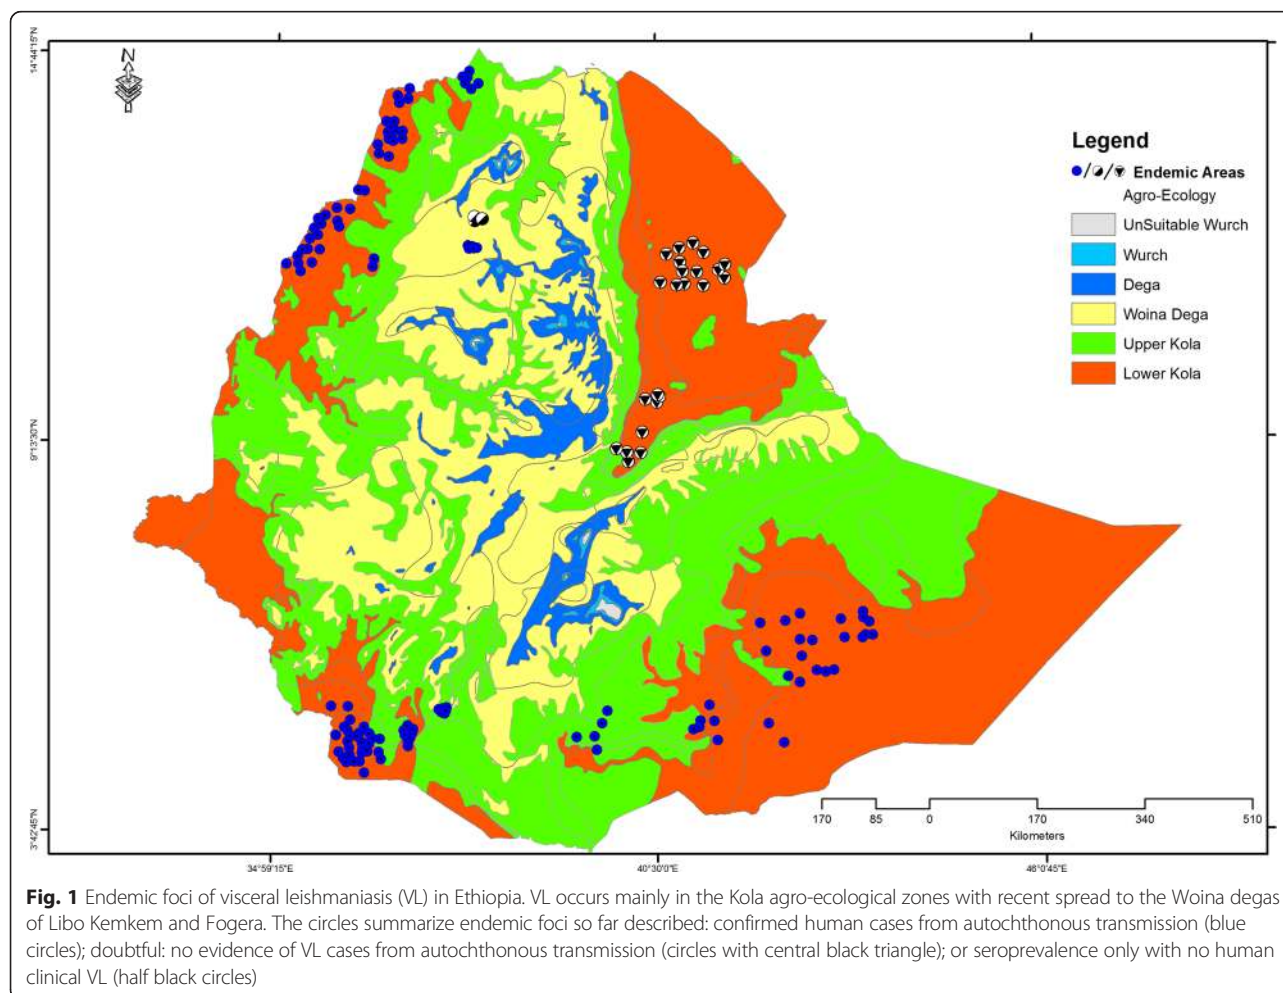 14°44'15"N
N
Legend
/ / Endemic Areas
Agro-Ecology
UnSuitable Wurch
Wurch
Dega
Woina Dega
Upper Kola
Lower Kola
9°13'30"N
3°42'45"N
170 85 0 170 340 510
Kilometers
34°59'15"E 40°30'0"E 46°0'45"E
Fig. 1 Endemic foci of visceral leishmaniasis (VL) in Ethiopia. VL occurs mainly in the Kola agro-ecological zones with recent spread to the Woina degas
of Libo Kemkem and Fogera. The circles summarize endemic foci so far described: confirmed human cases from autochthonous transmission (blue
circles); doubtful: no evidence of VL cases from autochthonous transmission (circles with central black triangle); or seroprevalence only with no human
clinical VL (half black circles)